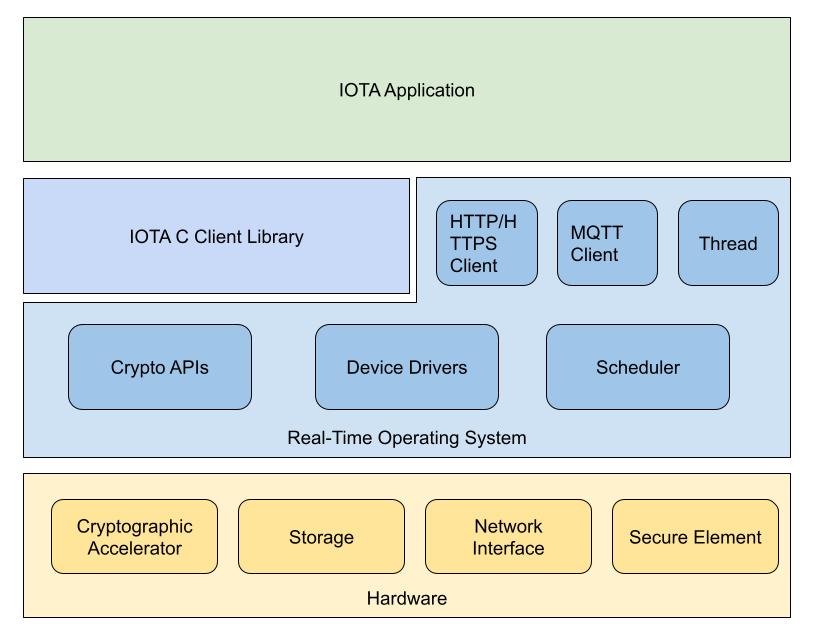 IOTA Application
IOTA C Client Library
HTTP/H
TTPS
Client
MQTT
Client
Thread
Crypto APIs
Device Drivers
Scheduler
Real-Time Operating System
Cryptographic
Accelerator
Storage
Network
Interface
Secure Element
Hardware